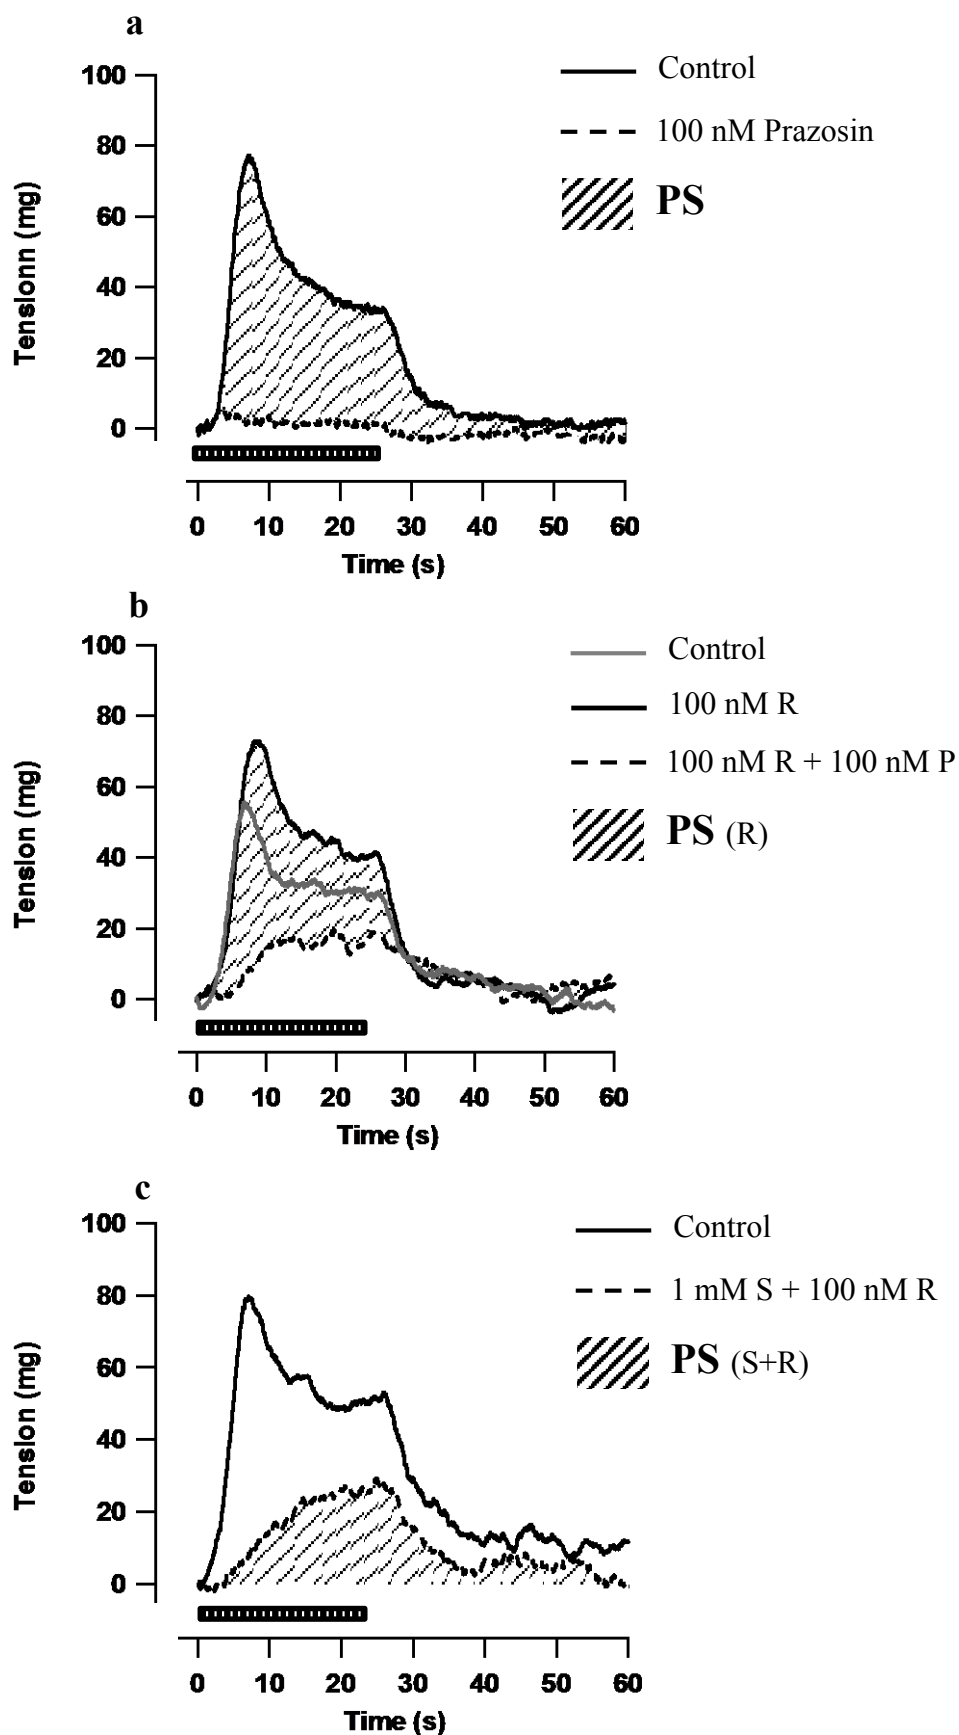 a
Control
100 nM Prazosin
PS
100
80
60
40
20
0
Tensionn (mg)
0 10 20 30 40 50 60
Time (s)
b
Control
100 nM R
100 nM R + 100 nM P
PS (R)
100
80
60
40
20
0
Tension (mg)
0 10 20 30 40 50 60
Time (s)
c
Control
1 mM S + 100 nM R
PS (S+R)
100
80
60
40
20
0
Tension (mg)
0 10 20 30 40 50 60
Time (s)